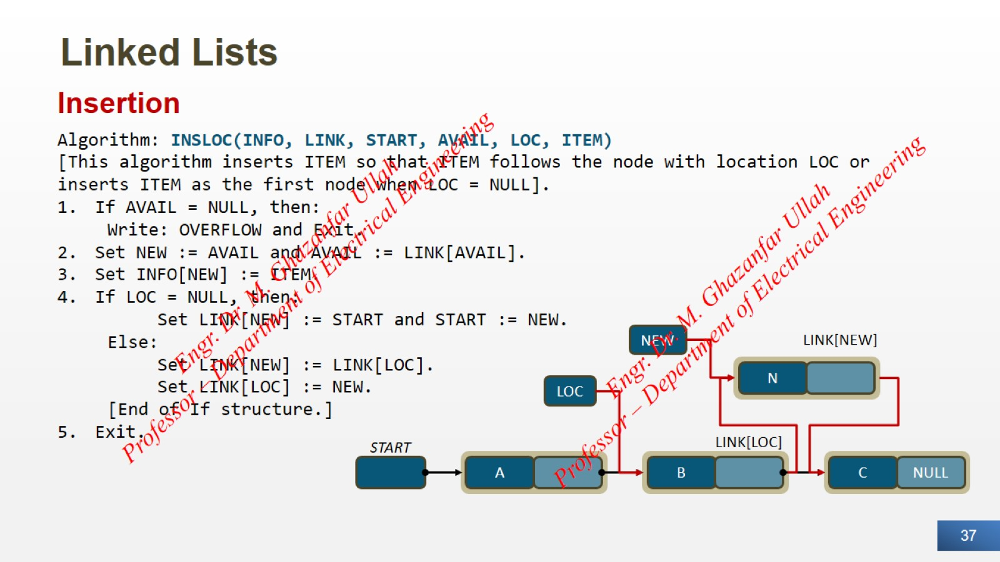 Linked Lists
Insertion
Algorithm: INSLOC(INFO, LINK, START, AVAIL, LOC, ITEM)
[This algorithm inserts ITEM so that ITEM follows the node with location LOC or
inserts ITEM as the first node when LOC = NULL].
1. If AVAIL = NULL, then:
Write: OVERFLOW and Exit.
2. Set NEW := AVAIL and AVAIL := LINK[AVAIL].
3. Set INFO[NEW] := ITEM.
4. If LOC = NULL, then:
Set LINK[NEW] := START and START := NEW.
Else:
Set LINK[NEW] := LINK[LOC].
Set LINK[LOC] := NEW.
[End of If structure.]
5. Exit.
NEW
LINK[NEW]
N
LOC
START
LINK[LOC]
A
B
C NULL
Engr. Dr. M. Ghazanfar Ullah
Professor – Department of Electrical Engineering
Engr. Dr. M. Ghazanfar Ullah
Professor – Department of Electrical Engineering
37